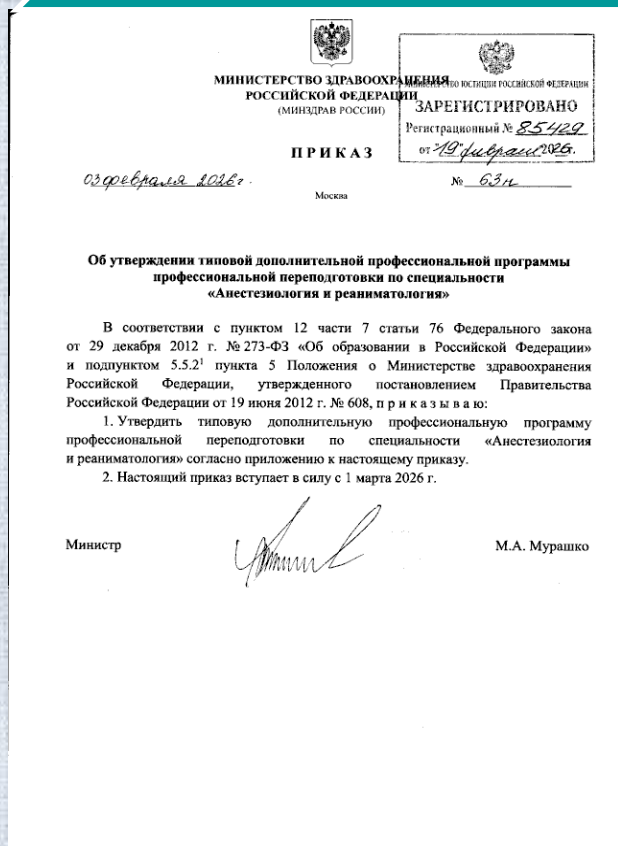 МИНИСТЕРСТВО ЗДРАВООХРАНЕНИЯ
РОССИЙСКОЙ ФЕДЕРАЦИИ
(МИНЗДРАВ РОССИИ)
МИНИСТЕРСТВО ЮСТИЦИИ РОССИЙСКОЙ ФЕДЕРАЦИИ
ЗАРЕГИСТРИРОВАНО
Регистрационный № 85429
от "19" февраля 2026г.
ПРИКАЗ
03 февраля 2026 г.
№ 63н
Москва
Об утверждении типовой дополнительной профессиональной программы
профессиональной переподготовки по специальности
«Анестезиология и реаниматология»
В соответствии с пунктом 12 части 7 статьи 76 Федерального закона
от 29 декабря 2012 г. № 273-ФЗ «Об образовании в Российской Федерации»
и подпунктом 5.5.2¹ пункта 5 Положения о Министерстве здравоохранения
Российской Федерации, утвержденного постановлением Правительства
Российской Федерации от 19 июня 2012 г. № 608, п р и к а з ы в а ю:
1. Утвердить типовую дополнительную профессиональную программу
профессиональной переподготовки по специальности «Анестезиология
и реаниматология» согласно приложению к настоящему приказу.
2. Настоящий приказ вступает в силу с 1 марта 2026 г.
Министр
М.А. Мурашко